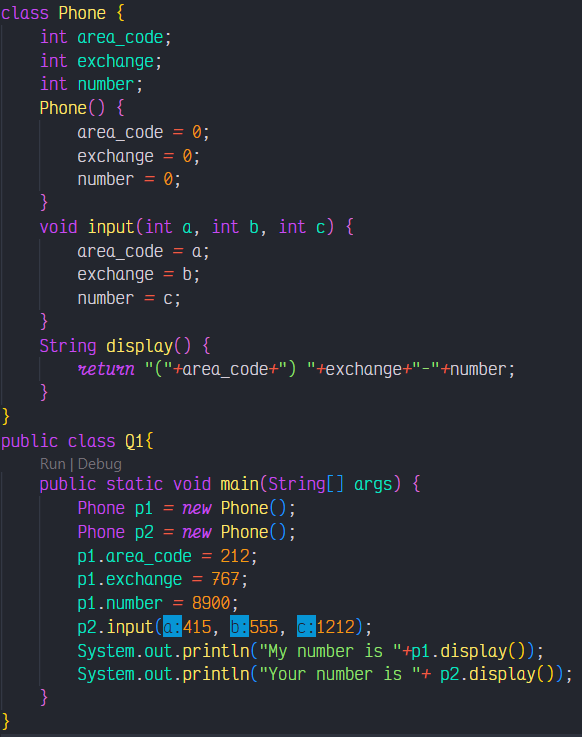 class Phone {
    int area_code;
    int exchange;
    int number;
    Phone() {
        area_code = 0;
        exchange = 0;
        number = 0;
    }
    void input(int a, int b, int c) {
        area_code = a;
        exchange = b;
        number = c;
    }
    String display() {
        return "("+area_code+") "+exchange+"-"+number;
    }
}
public class Q1{
    Run | Debug
    public static void main(String[] args) {
        Phone p1 = new Phone();
        Phone p2 = new Phone();
        p1.area_code = 212;
        p1.exchange = 767;
        p1.number = 8900;
        p2.input(a:415, b:555, c:1212);
        System.out.println("My number is "+p1.display());
        System.out.println("Your number is "+ p2.display());
    }
}